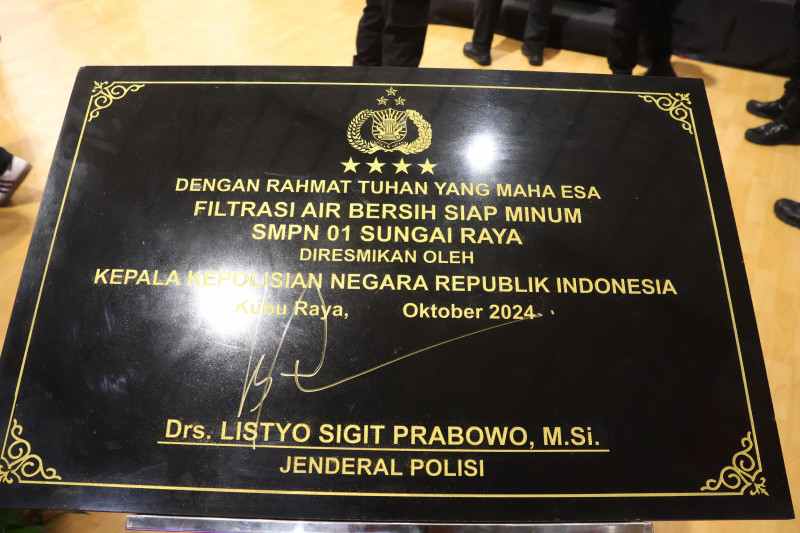 DENGAN RAHMAT TUHAN YANG MAHA ESA
FILTRASI AIR BERSIH SIAP MINUM
SMPN 01 SUNGAI RAYA
DIRESMIKAN OLEH
KEPALA KEPOLISIAN NEGARA REPUBLIK INDONESIA
Kubu Raya, Oktober 2024
Drs. LISTYO SIGIT PRABOWO, M.Si.
JENDERAL POLISI